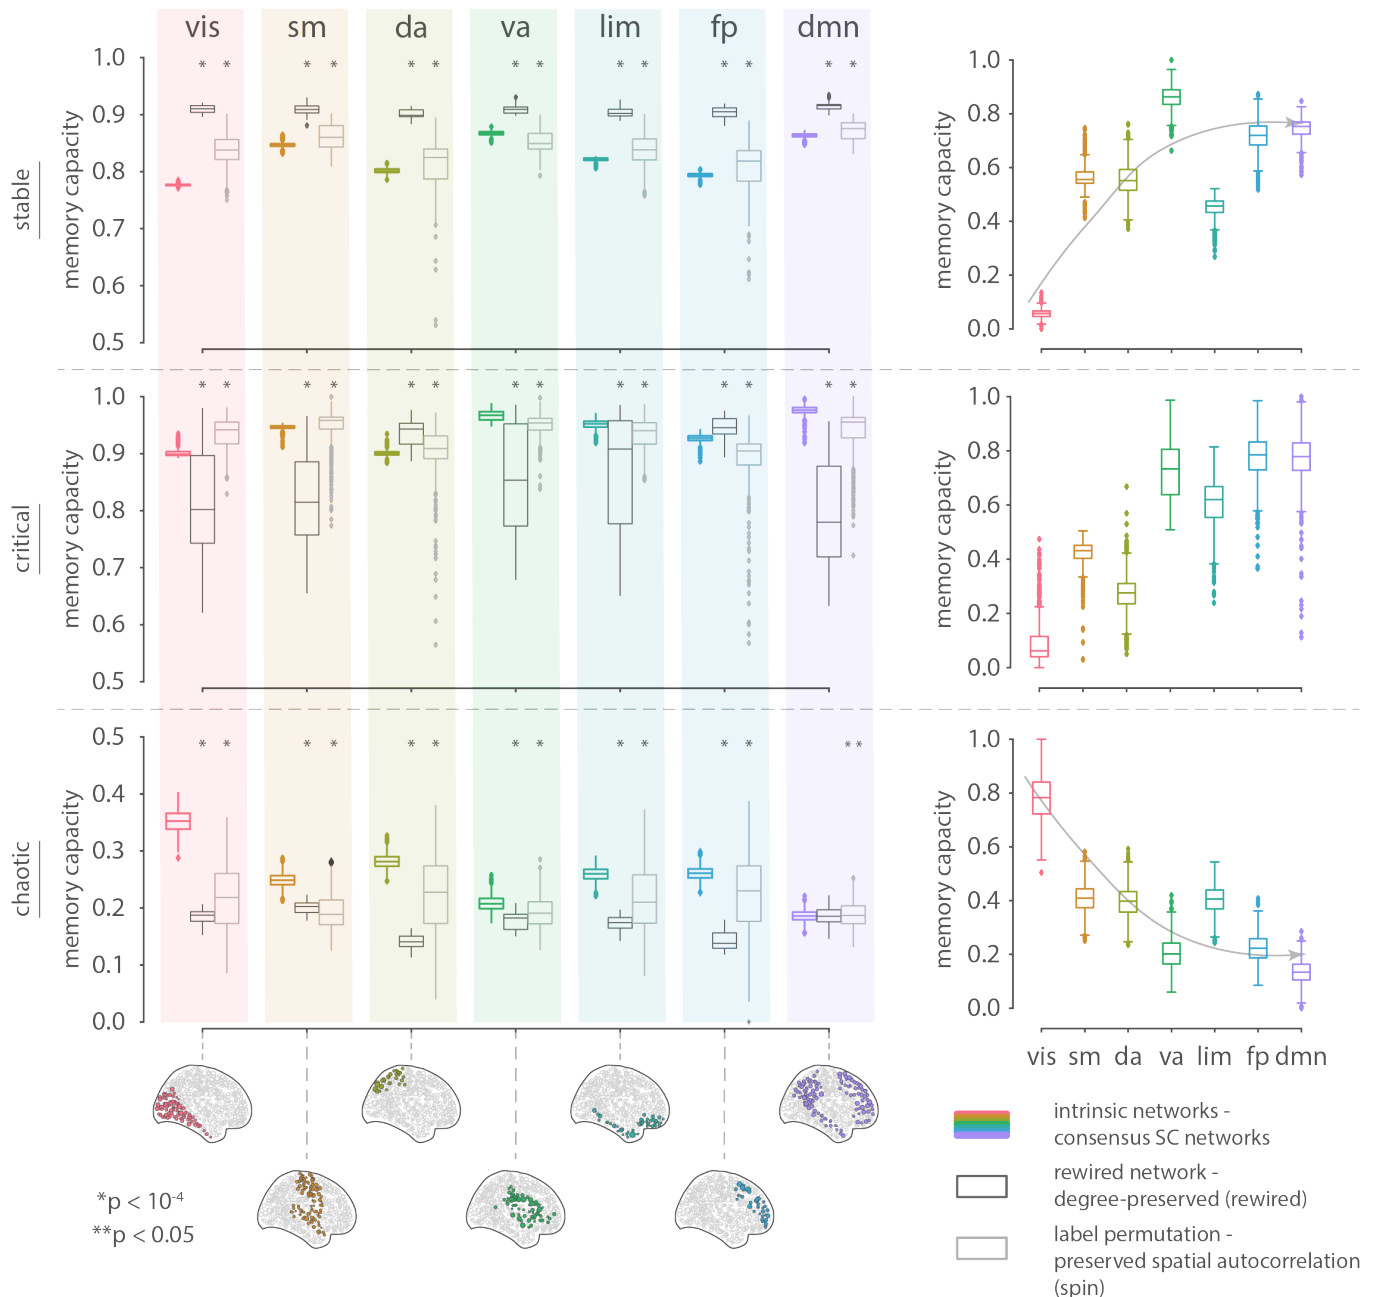 vis sm da va lim fp dmn
stable
memory capacity
1.0
0.9
0.8
0.7
0.6
0.5
* * * * * * * * * * * * * *
memory capacity
1.0
0.8
0.6
0.4
0.2
0.0
critical
memory capacity
1.0
0.9
0.8
0.7
0.6
0.5
* * * * * * * * * * * * * *
memory capacity
1.0
0.8
0.6
0.4
0.2
0.0
chaotic
memory capacity
0.5
0.4
0.3
0.2
0.1
0.0
* * * * * * * * * * * * **
memory capacity
1.0
0.8
0.6
0.4
0.2
0.0
vis sm da va lim fp dmn
*p < 10-4
**p < 0.05
intrinsic networks -
consensus SC networks
rewired network -
degree-preserved (rewired)
label permutation -
preserved spatial autocorrelation
(spin)